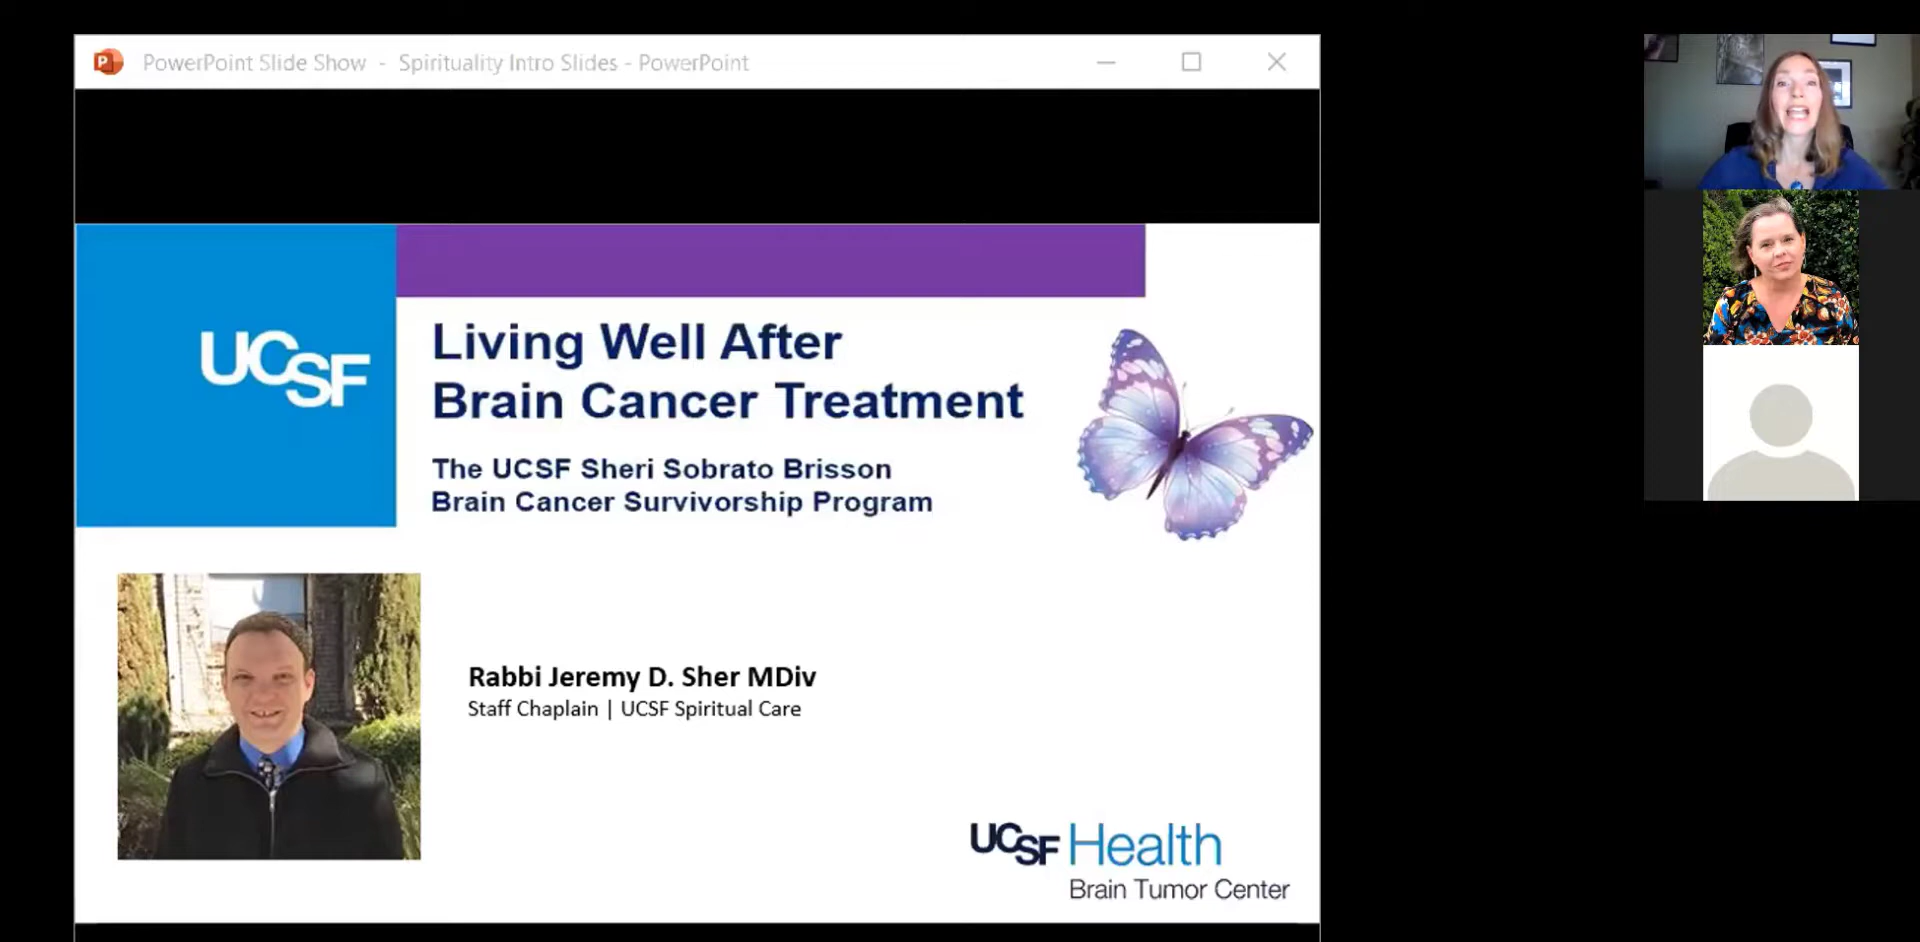 PowerPoint Slide Show - Spirituality Intro Slides - PowerPoint
UCSF
Living Well After
Brain Cancer Treatment
The UCSF Sheri Sobrato Brisson
Brain Cancer Survivorship Program
Rabbi Jeremy D. Sher MDiv
Staff Chaplain | UCSF Spiritual Care
UCSF Health
Brain Tumor Center